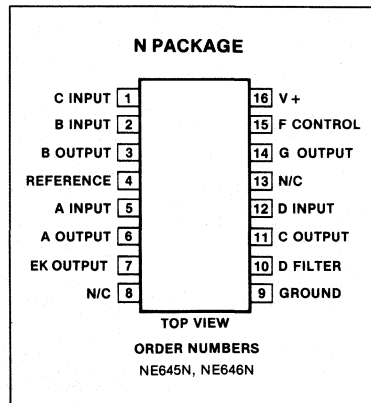 N PACKAGE
C INPUT 1 16 V +
B INPUT 2 15 F CONTROL
B OUTPUT 3 14 G OUTPUT
REFERENCE 4 13 N/C
A INPUT 5 12 D INPUT
A OUTPUT 6 11 C OUTPUT
EK OUTPUT 7 10 D FILTER
N/C 8 9 GROUND
TOP VIEW
ORDER NUMBERS
NE645N, NE646N